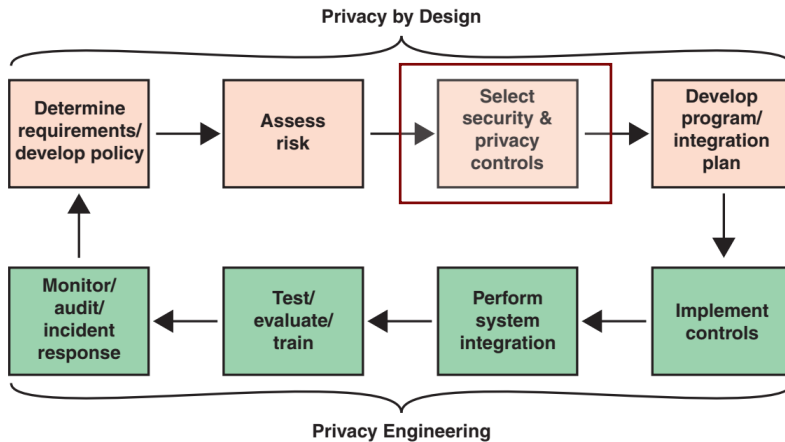 Privacy by Design
Determine
requirements/
develop policy
Assess
risk
Select
security &
privacy
controls
Develop
program/
integration
plan
Monitor/
audit/
incident
response
Test/
evaluate/
train
Perform
system
integration
Implement
controls
Privacy Engineering